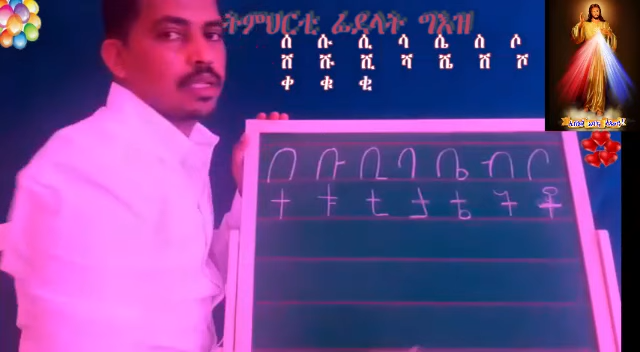 ትምህርቲ ፊደላት ግእዝ
ሰ ሱ ሲ ሳ ሴ ስ ሶ
ሸ ሹ ሺ ሻ ሼ ሽ ሾ
ቀ ቁ ቂ
በ ቡ ቢ ባ ቤ ብ ቦ
ተ ቱ ቲ ታ ቴ ት ቶ